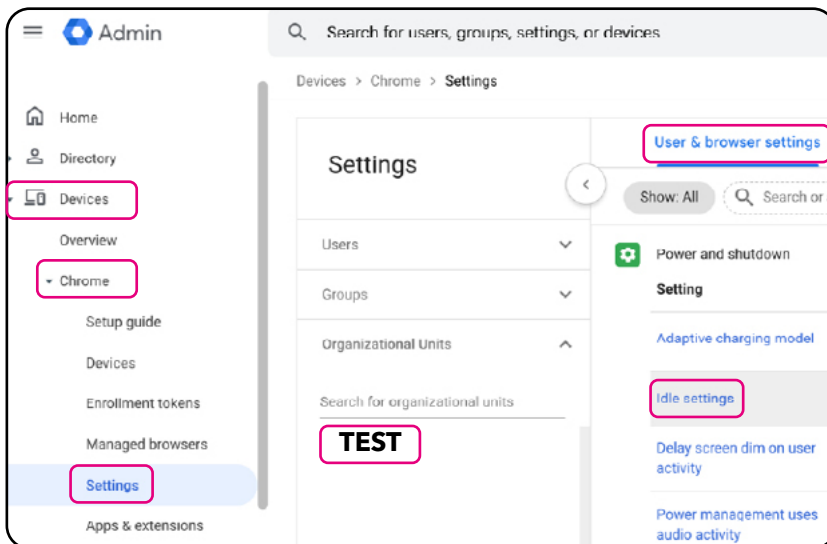 Admin
Search for users, groups, settings, or devices
Devices > Chrome > Settings
Home
Directory
Devices
Overview
Chrome
Setup guide
Devices
Enrollment tokens
Managed browsers
Settings
Apps & extensions
Settings
Users
Groups
Organizational Units
Search for organizational units
TEST
User & browser settings
Show: All
Search or
Power and shutdown
Setting
Adaptive charging model
Idle settings
Delay screen dim on user
activity
Power management uses
audio activity